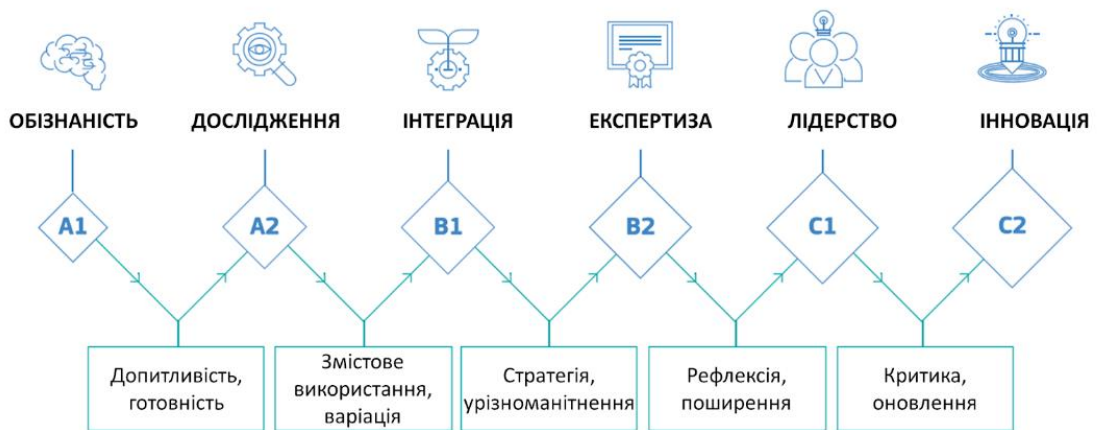 ОБІЗНАНІСТЬ
ДОСЛІДЖЕННЯ
ІНТЕГРАЦІЯ
ЕКСПЕРТИЗА
ЛІДЕРСТВО
ІННОВАЦІЯ
A1
A2
B1
B2
C1
C2
Допитливість,
готовність
Змістове
використання,
варіація
Стратегія,
урізноманітнення
Рефлексія,
поширення
Критика,
оновлення